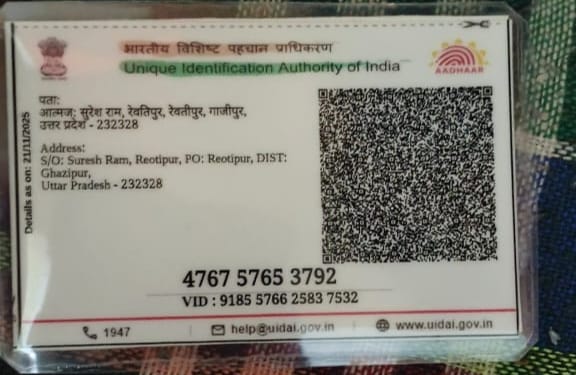 भारतीय विशिष्ट पहचान प्राधिकरण
Unique Identification Authority of India
AADHAAR
Details as on: 21/11/2025
पता:
आत्मज: सुरेश राम, रेवतिपुर, रेवतीपुर, गाजीपुर,
उत्तर प्रदेश - 232328
Address:
S/O: Suresh Ram, Reotipur, PO: Reotipur, DIST:
Ghazipur,
Uttar Pradesh - 232328
4767 5765 3792
VID : 9185 5766 2583 7532
1947
help@uidai.gov.in
www.uidai.gov.in